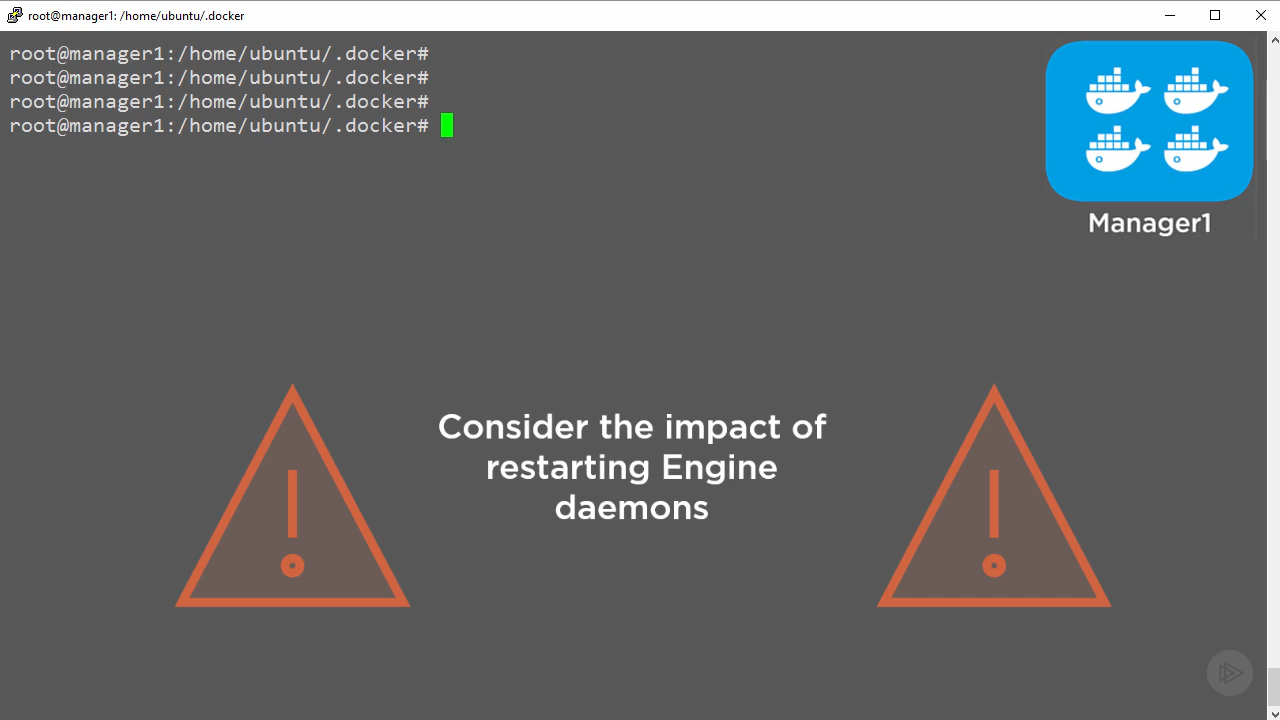 root@manager1: /home/ubuntu/.docker
root@manager1:/home/ubuntu/.docker#
root@manager1:/home/ubuntu/.docker#
root@manager1:/home/ubuntu/.docker#
root@manager1:/home/ubuntu/.docker#
Manager1
Consider the impact of
restarting Engine
daemons